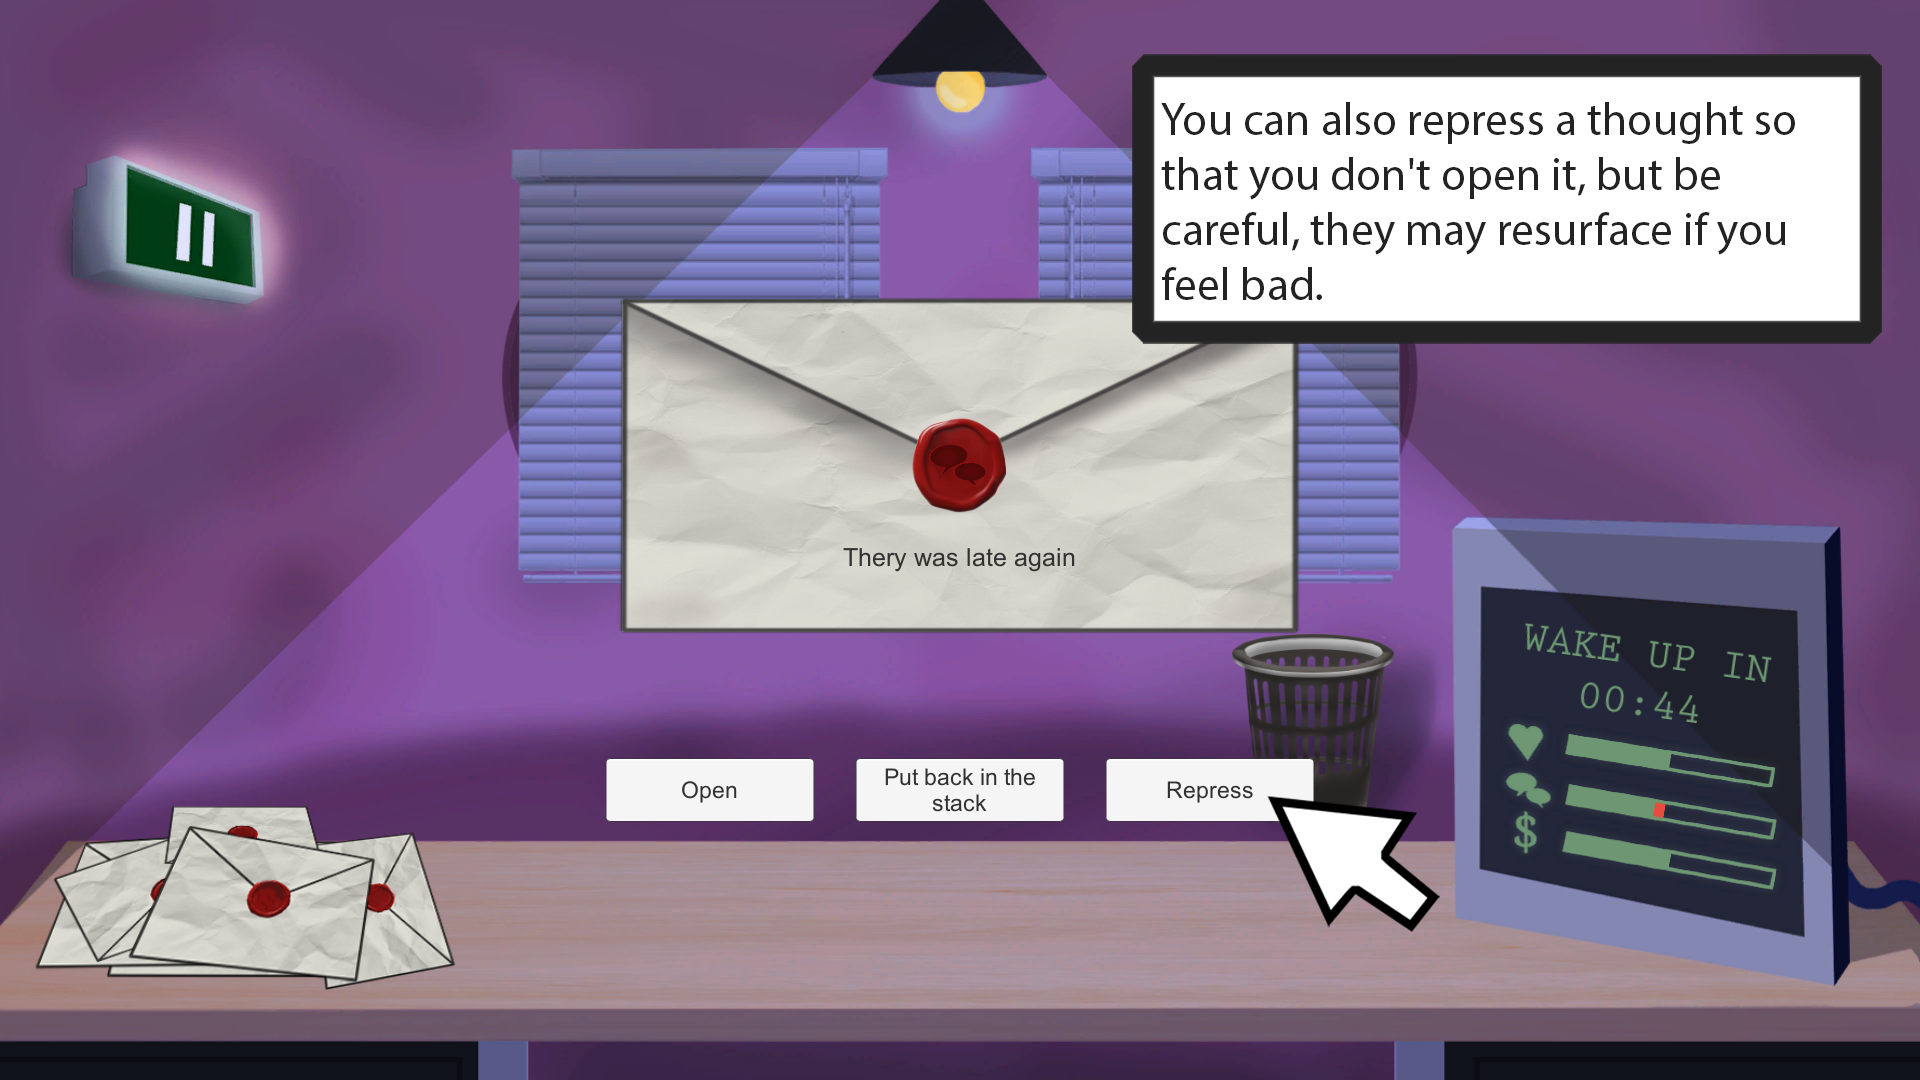 You can also repress a thought so
that you don't open it, but be
careful, they may resurface if you
feel bad.
Thery was late again
WAKE UP IN
00:44
$
Open
Put back in the
stack
Repress